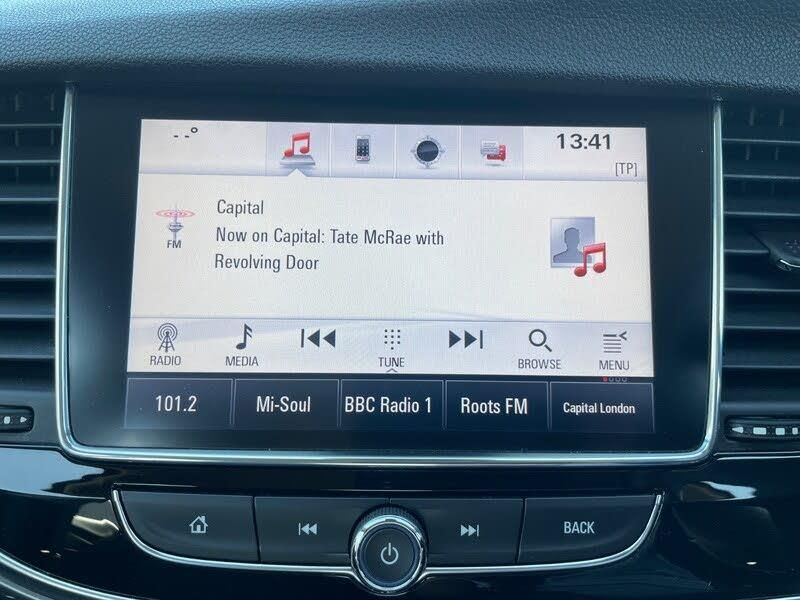 - -°
13:41
[TP]
Capital
Now on Capital: Tate McRae with
Revolving Door
FM
RADIO
MEDIA
TUNE
BROWSE
MENU
101.2
Mi-Soul
BBC Radio 1
Roots FM
Capital London
BACK